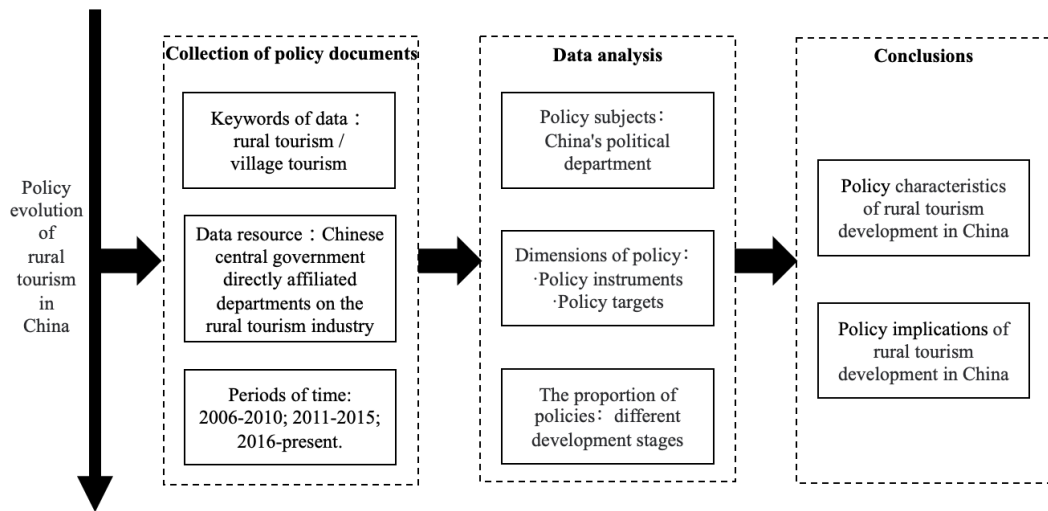 Policy
evolution
of
rural
tourism
in
China
Collection of policy documents
Keywords of data：
rural tourism /
village tourism
Data resource：Chinese
central government
directly affiliated
departments on the
rural tourism industry
Periods of time:
2006-2010; 2011-2015;
2016-present.
Data analysis
Policy subjects：
China's political
department
Dimensions of policy：
·Policy instruments
·Policy targets
The proportion of
policies：different
development stages
Conclusions
Policy characteristics
of rural tourism
development in China
Policy implications of
rural tourism
development in China